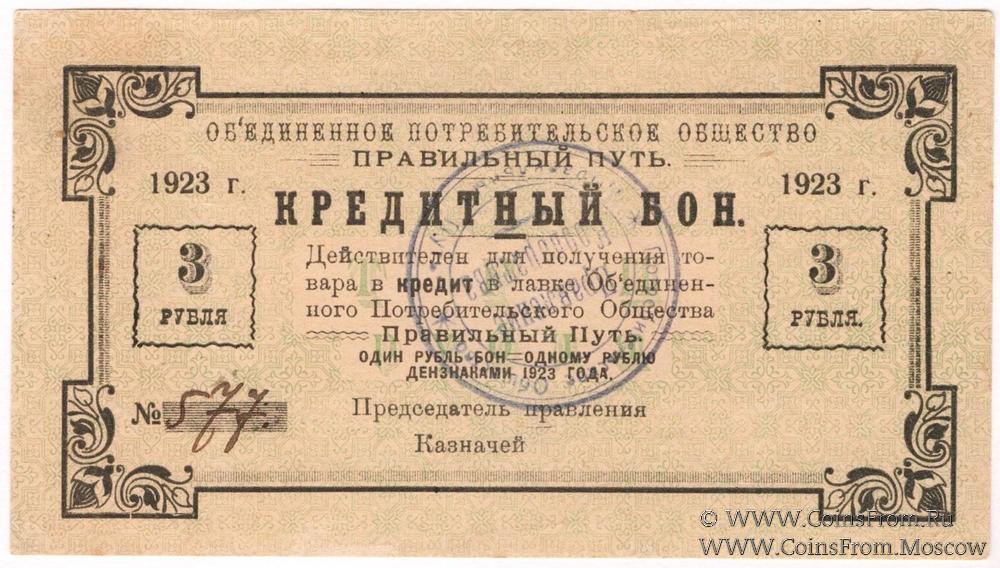 ОБ'ЕДИНЕННОЕ ПОТРЕБИТЕЛЬСКОЕ ОБЩЕСТВО
ПРАВИЛЬНЫЙ ПУТЬ.
1923 г.
1923 г.
КРЕДИТНЫЙ БОН.
3
РУБЛЯ
3
РУБЛЯ.
Действителен для получения то-
вара в кредит в лавке Об'единен-
ного Потребительского Общества
Правильный Путь.
ОДИН РУБЛЬ БОН=ОДНОМУ РУБЛЮ
ДЕНЗНАКАМИ 1923 ГОДА.
№ 577.
Председатель правления
Казначей
© WWW.CoinsFrom.Ru
WWW.CoinsFrom.Moscow